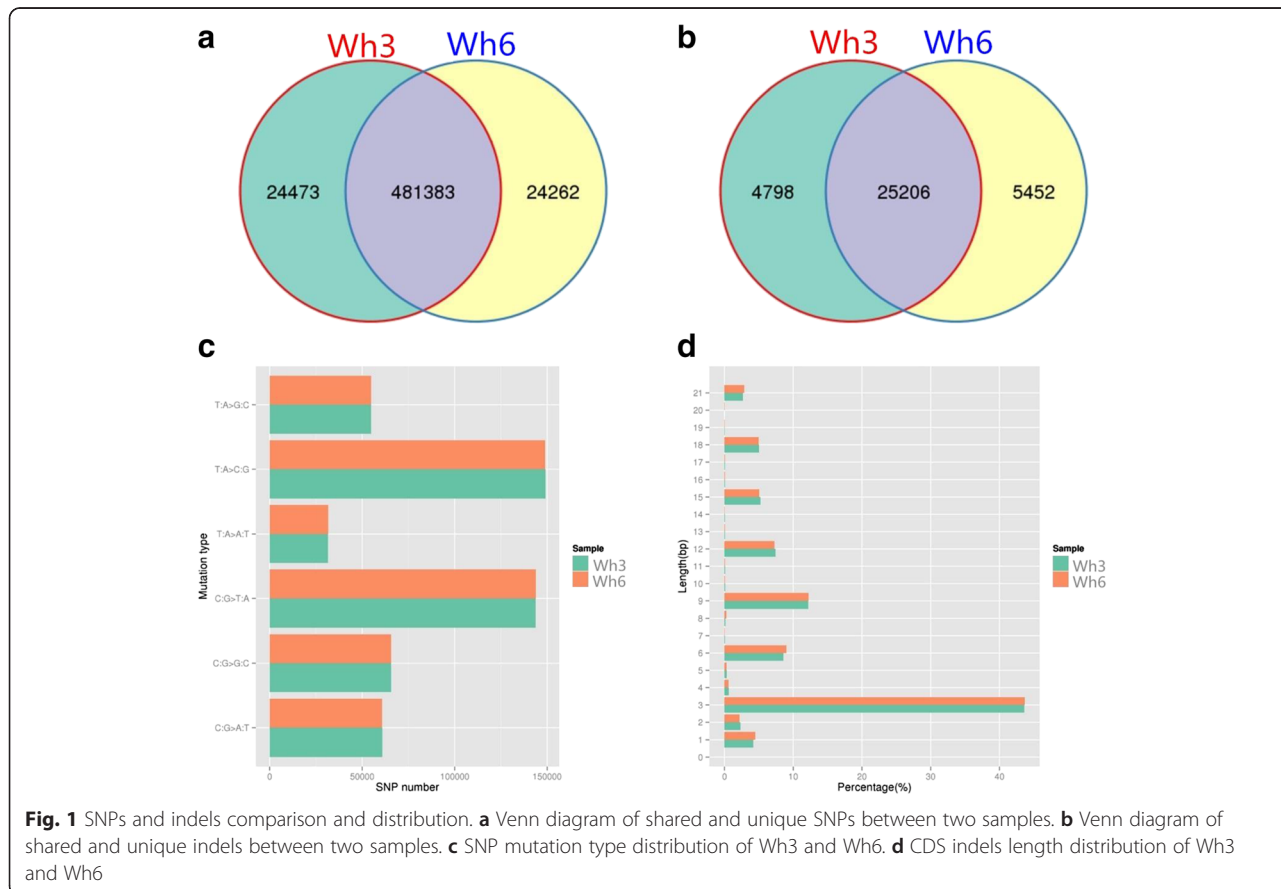 a
Wh3 Wh6
24473 481383 24262
b
Wh3 Wh6
4798 25206 5452
c
Mutation type
T:A>G:C
T:A>C:G
T:A>A:T
C:G>T:A
C:G>G:C
C:G>A:T
0 50000 100000 150000
SNP number
Sample
Wh3
Wh6
d
Length(bp)
21
20
19
18
17
16
15
14
13
12
11
10
9
8
7
6
5
4
3
2
1
0
0 10 20 30 40
Percentage(%)
Sample
Wh3
Wh6
Fig. 1 SNPs and indels comparison and distribution. a Venn diagram of shared and unique SNPs between two samples. b Venn diagram of
shared and unique indels between two samples. c SNP mutation type distribution of Wh3 and Wh6. d CDS indels length distribution of Wh3
and Wh6